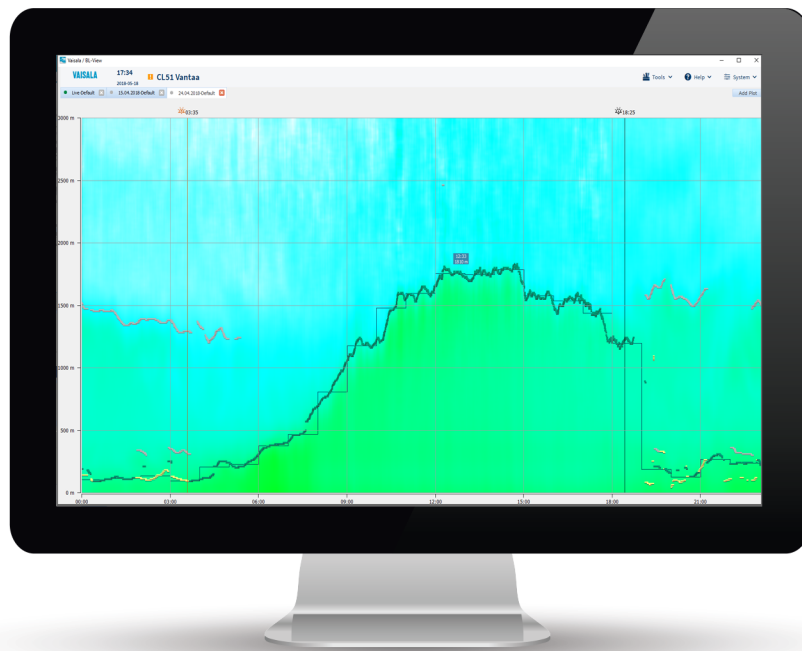 Vaisala / BL-View
VAISALA
17:34
2018-05-18
CL51 Vantaa
Tools
Help
System
Live-Default
15.04.2018-Default
24.04.2018-Default
Add Plot
03:35
18:25
3000 m
2500 m
2000 m
1500 m
1000 m
500 m
0 m
00:00
03:00
06:00
09:00
12:00
15:00
18:00
21:00